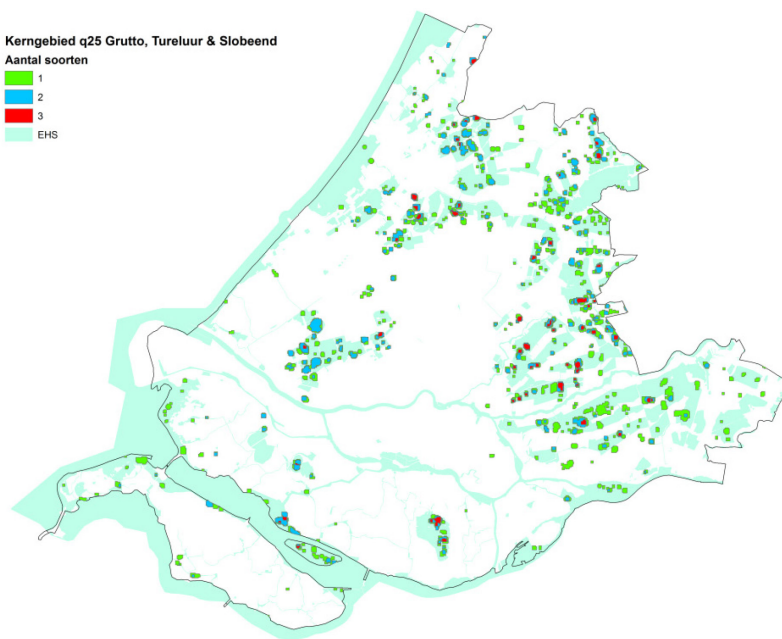 Kerngebied q25 Grutto, Tureluur & Slobeend
Aantal soorten
1
2
3
EHS